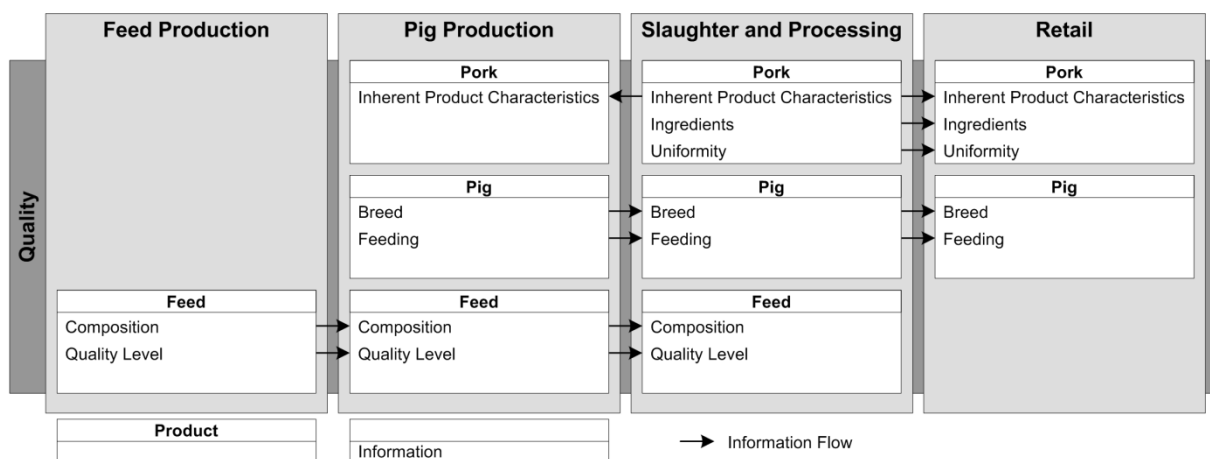 Feed Production
Pig Production
Slaughter and Processing
Retail
Quality
Pork
Inherent Product Characteristics
Pork
Inherent Product Characteristics
Ingredients
Uniformity
Pork
Inherent Product Characteristics
Ingredients
Uniformity
Pig
Breed
Feeding
Pig
Breed
Feeding
Pig
Breed
Feeding
Feed
Composition
Quality Level
Feed
Composition
Quality Level
Feed
Composition
Quality Level
Product
Information
Information Flow